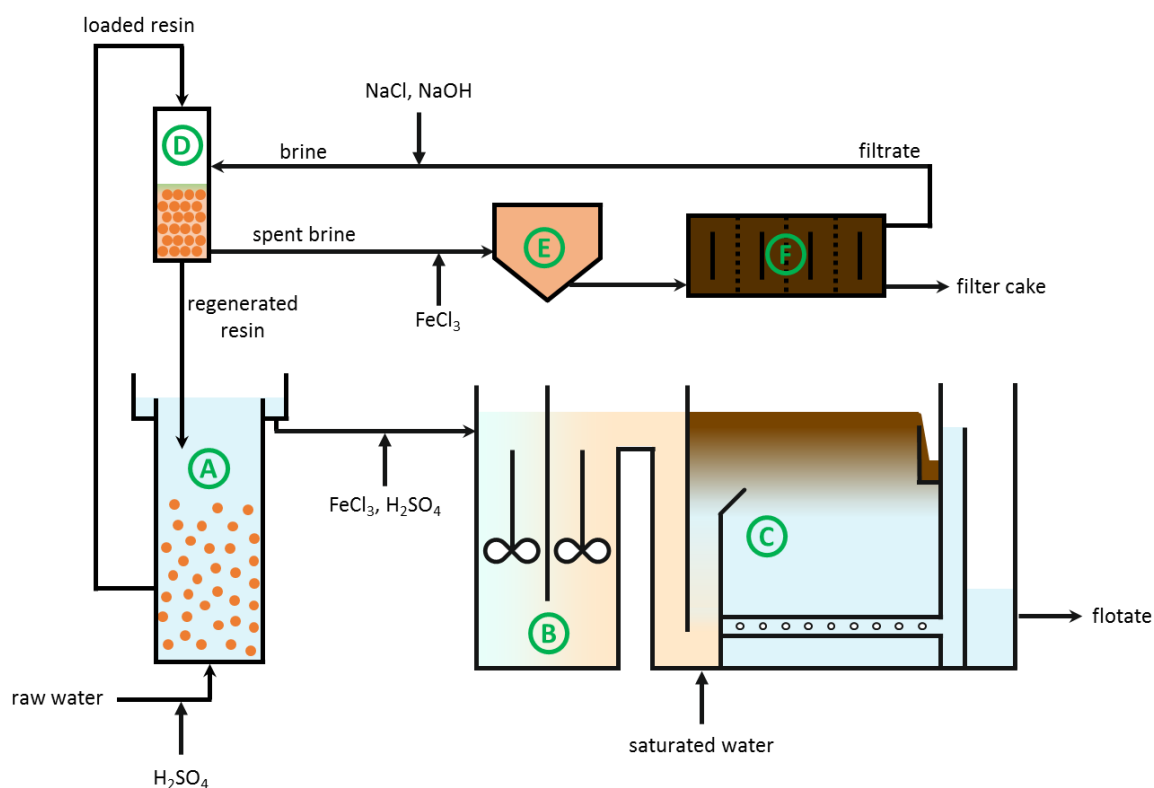 loaded resin
NaCl, NaOH
D
brine
filtrate
spent brine
E
F
filter cake
regenerated
resin
FeCl₃
A
FeCl₃, H₂SO₄
C
B
flotate
raw water
saturated water
H₂SO₄